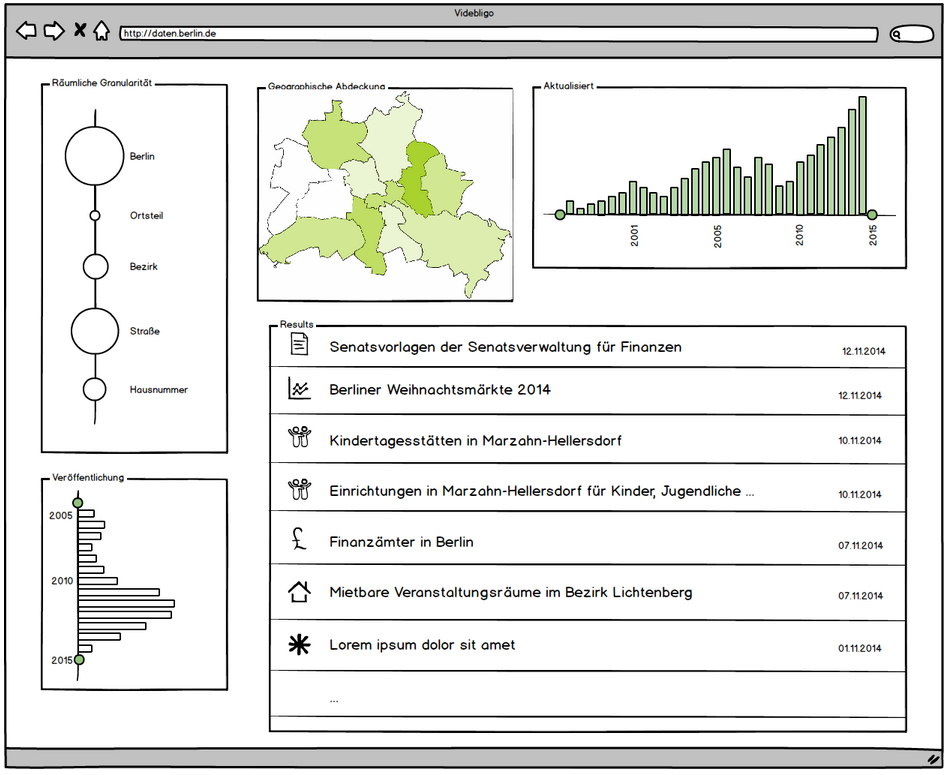 Videbligo
http://daten.berlin.de
Räumliche Granularität
Berlin
Ortsteil
Bezirk
Straße
Hausnummer
Geographische Abdeckung
Aktualisiert
2001
2005
2010
2015
Veröffentlichung
2005
2010
2015
Results
Senatsvorlagen der Senatsverwaltung für Finanzen 12.11.2014
Berliner Weihnachtsmärkte 2014 12.11.2014
Kindertagesstätten in Marzahn-Hellersdorf 10.11.2014
Einrichtungen in Marzahn-Hellersdorf für Kinder, Jugendliche ... 10.11.2014
£ Finanzämter in Berlin 07.11.2014
Mietbare Veranstaltungsräume im Bezirk Lichtenberg 07.11.2014
Lorem ipsum dolor sit amet 01.11.2014
...